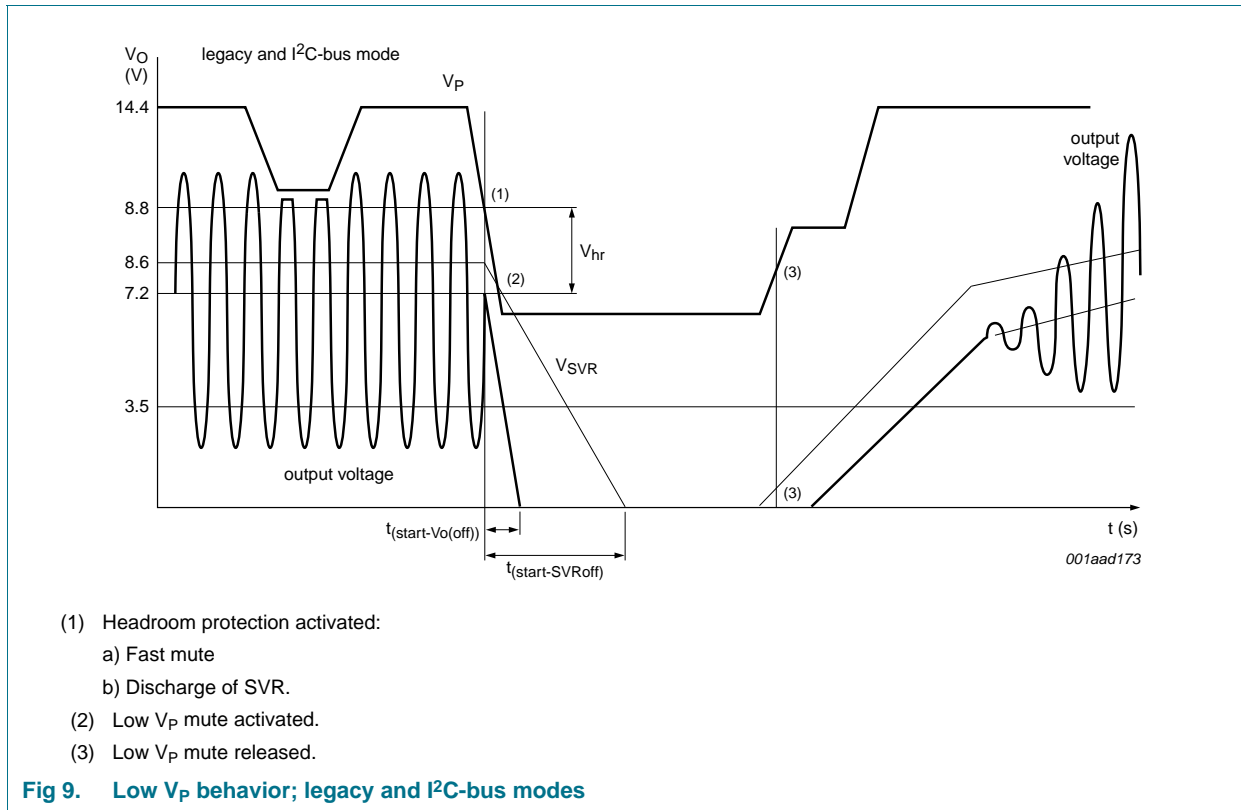 VO
(V)
legacy and I2C-bus mode
VP
14.4
output
voltage
(1)
8.8
Vhr
8.6
(2)
(3)
7.2
VSVR
3.5
output voltage
(3)
t(start-Vo(off))
t (s)
t(start-SVRoff)
001aad173
(1) Headroom protection activated:
a) Fast mute
b) Discharge of SVR.
(2) Low VP mute activated.
(3) Low VP mute released.
Fig 9. Low VP behavior; legacy and I2C-bus modes